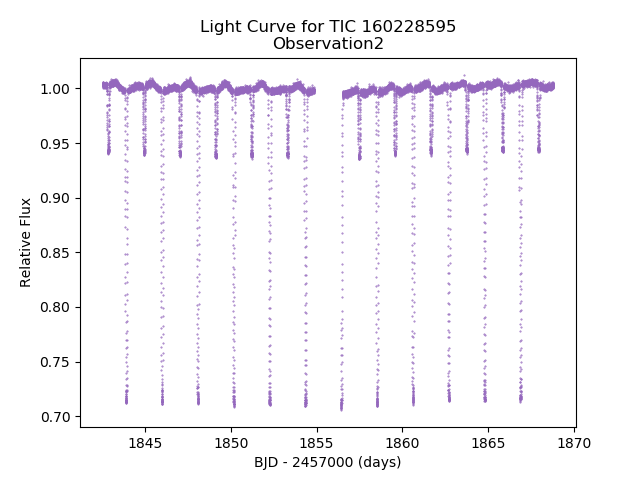 Light Curve for TIC 160228595
Observation2
1.00
0.95
0.90
0.85
0.80
0.75
0.70
Relative Flux
1845 1850 1855 1860 1865 1870
BJD - 2457000 (days)